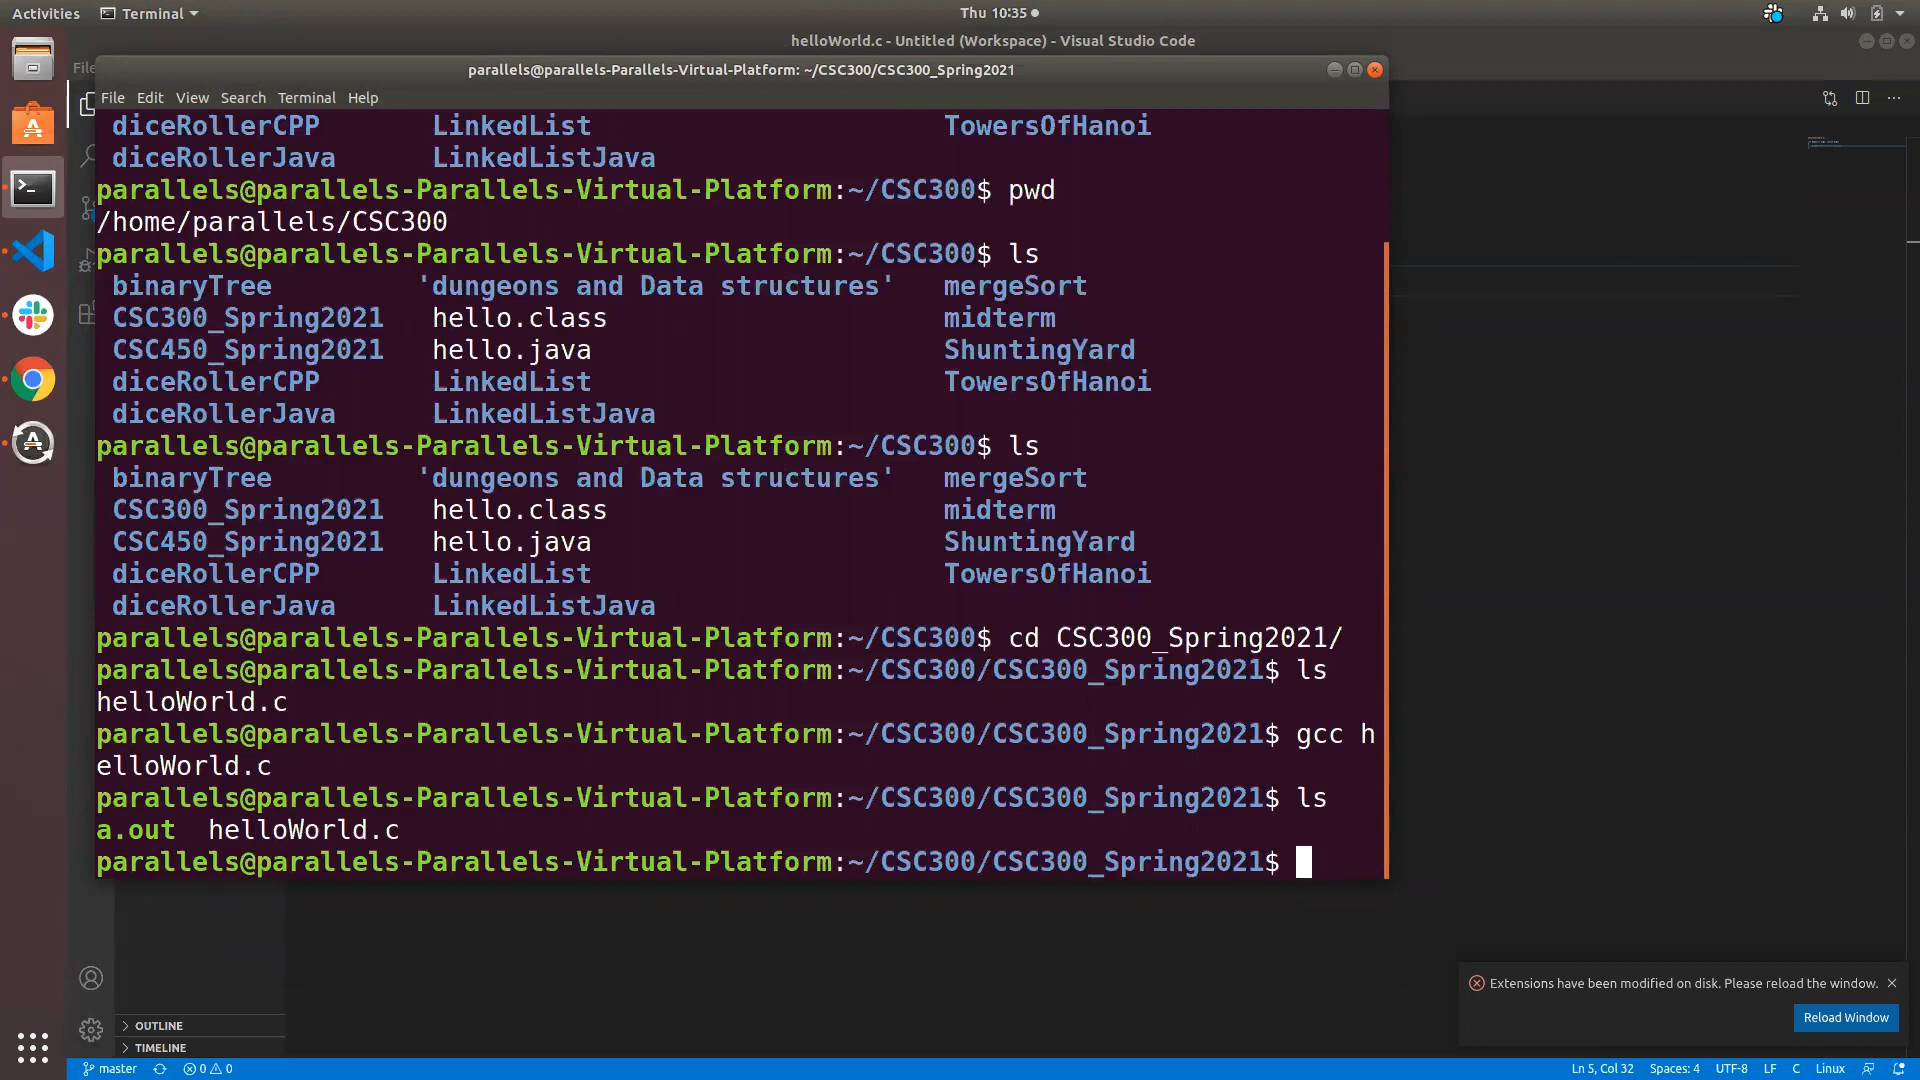 Activities Terminal Thu 10:35
helloWorld.c - Untitled (Workspace) - Visual Studio Code
File
parallels@parallels-Parallels-Virtual-Platform: ~/CSC300/CSC300_Spring2021
File Edit View Search Terminal Help
diceRollerCPP LinkedList TowersOfHanoi
diceRollerJava LinkedListJava
parallels@parallels-Parallels-Virtual-Platform:~/CSC300$ pwd
/home/parallels/CSC300
parallels@parallels-Parallels-Virtual-Platform:~/CSC300$ ls
binaryTree 'dungeons and Data structures' mergeSort
CSC300_Spring2021 hello.class midterm
CSC450_Spring2021 hello.java ShuntingYard
diceRollerCPP LinkedList TowersOfHanoi
diceRollerJava LinkedListJava
parallels@parallels-Parallels-Virtual-Platform:~/CSC300$ ls
binaryTree 'dungeons and Data structures' mergeSort
CSC300_Spring2021 hello.class midterm
CSC450_Spring2021 hello.java ShuntingYard
diceRollerCPP LinkedList TowersOfHanoi
diceRollerJava LinkedListJava
parallels@parallels-Parallels-Virtual-Platform:~/CSC300$ cd CSC300_Spring2021/
parallels@parallels-Parallels-Virtual-Platform:~/CSC300/CSC300_Spring2021$ ls
helloWorld.c
parallels@parallels-Parallels-Virtual-Platform:~/CSC300/CSC300_Spring2021$ gcc h
elloWorld.c
parallels@parallels-Parallels-Virtual-Platform:~/CSC300/CSC300_Spring2021$ ls
a.out helloWorld.c
parallels@parallels-Parallels-Virtual-Platform:~/CSC300/CSC300_Spring2021$
Extensions have been modified on disk. Please reload the window.
Reload Window
OUTLINE
TIMELINE
master 0 0 Ln 5, Col 32 Spaces: 4 UTF-8 LF C Linux